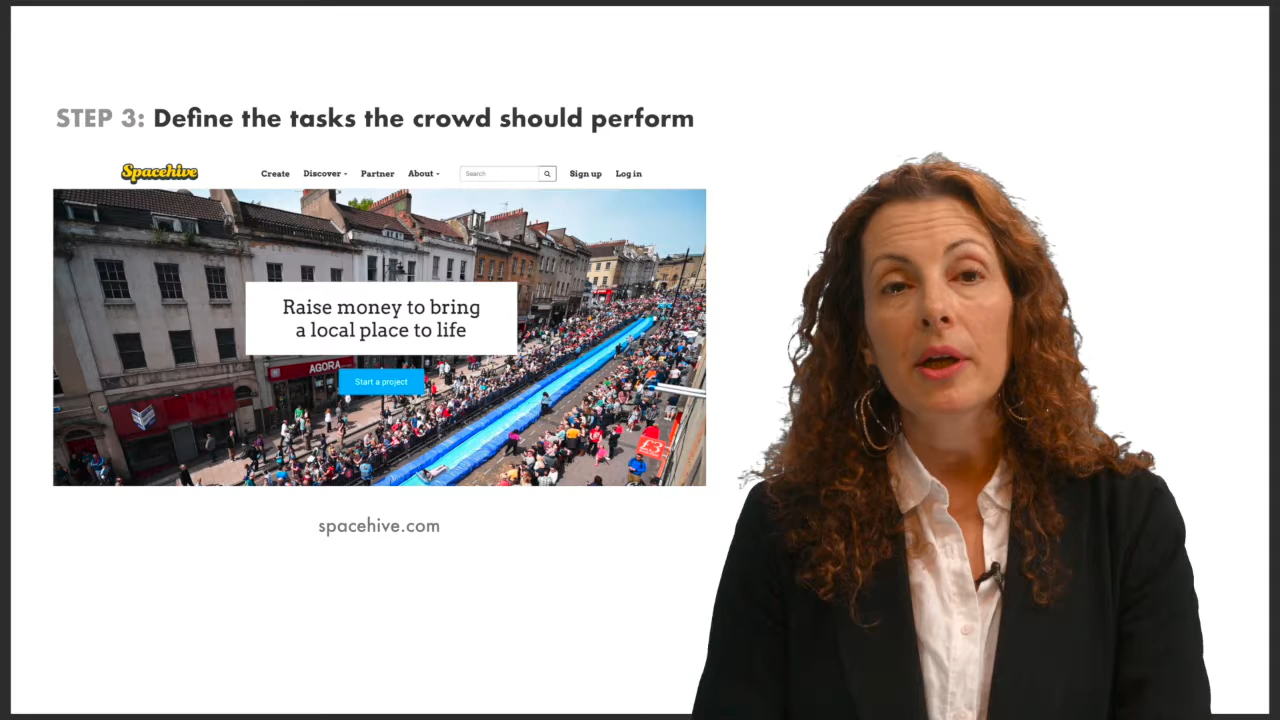 STEP 3: Define the tasks the crowd should perform
Spacehive Create Discover Partner About Search Sign up Log in
Raise money to bring
a local place to life
AGORA
Start a project
£3
spacehive.com